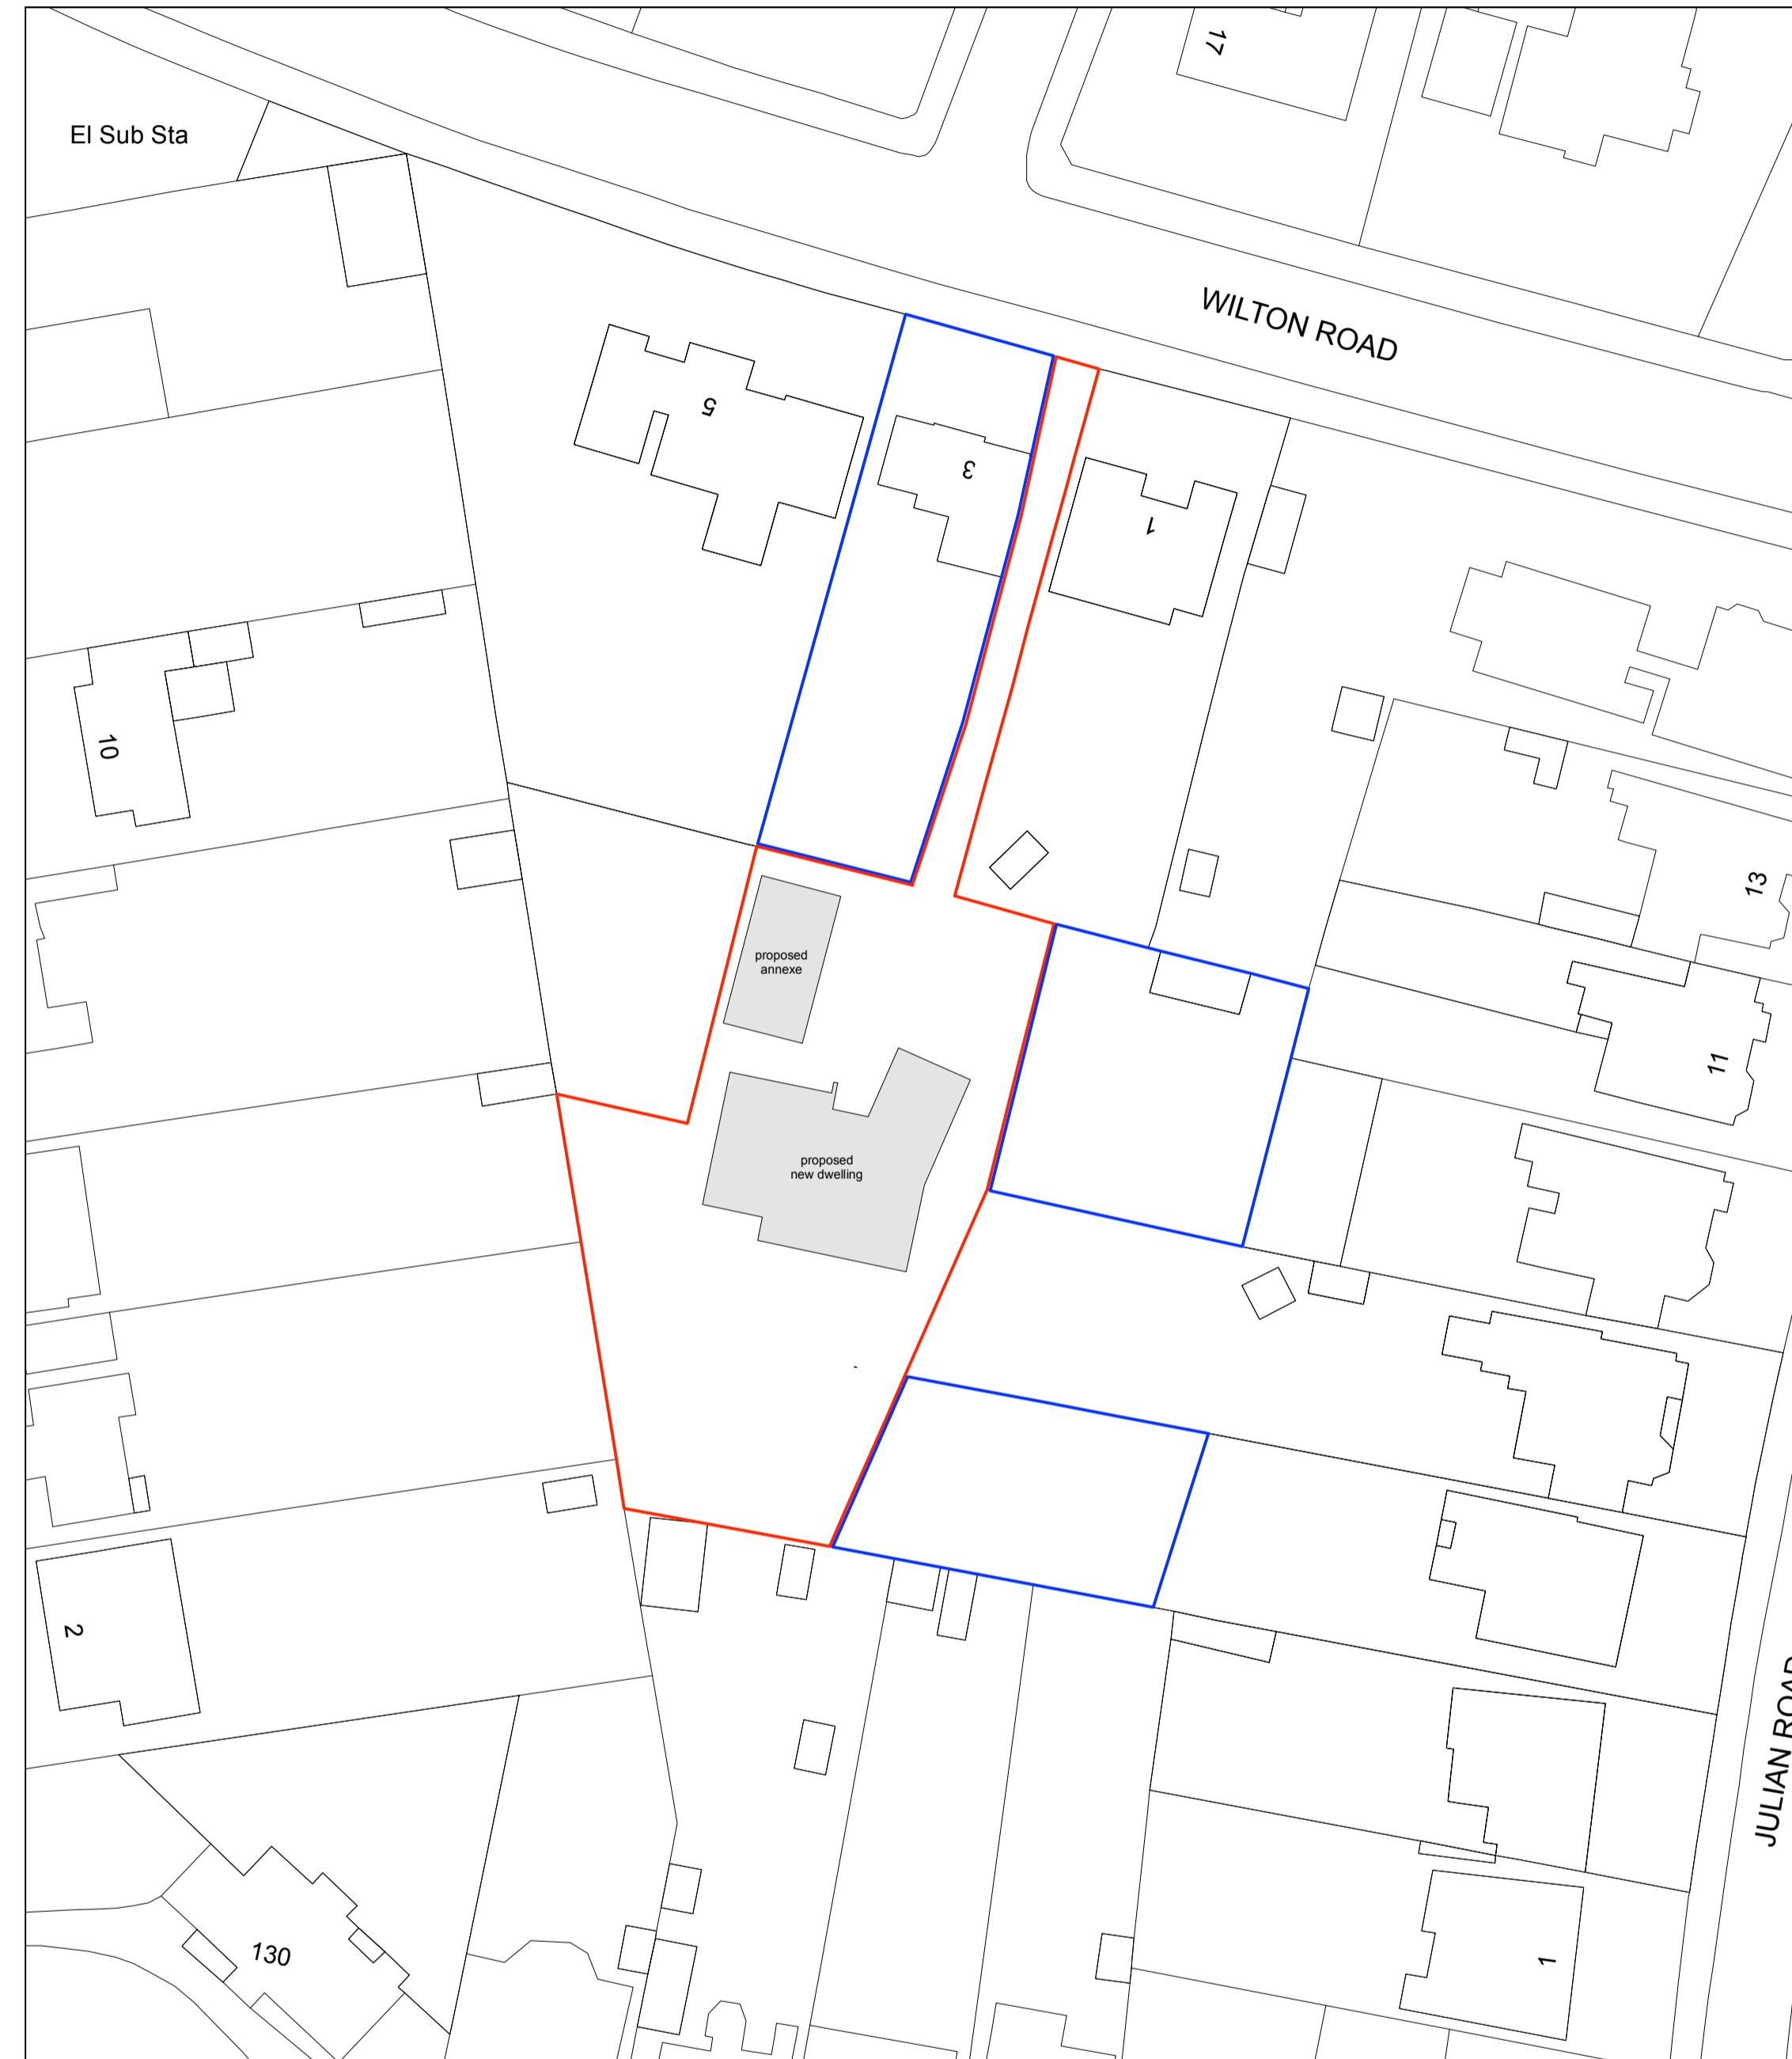 17
El Sub Sta
WILTON ROAD
5
3
1
10
13
proposed
annexe
11
proposed
new dwelling
2
JULIAN ROAD
130
1